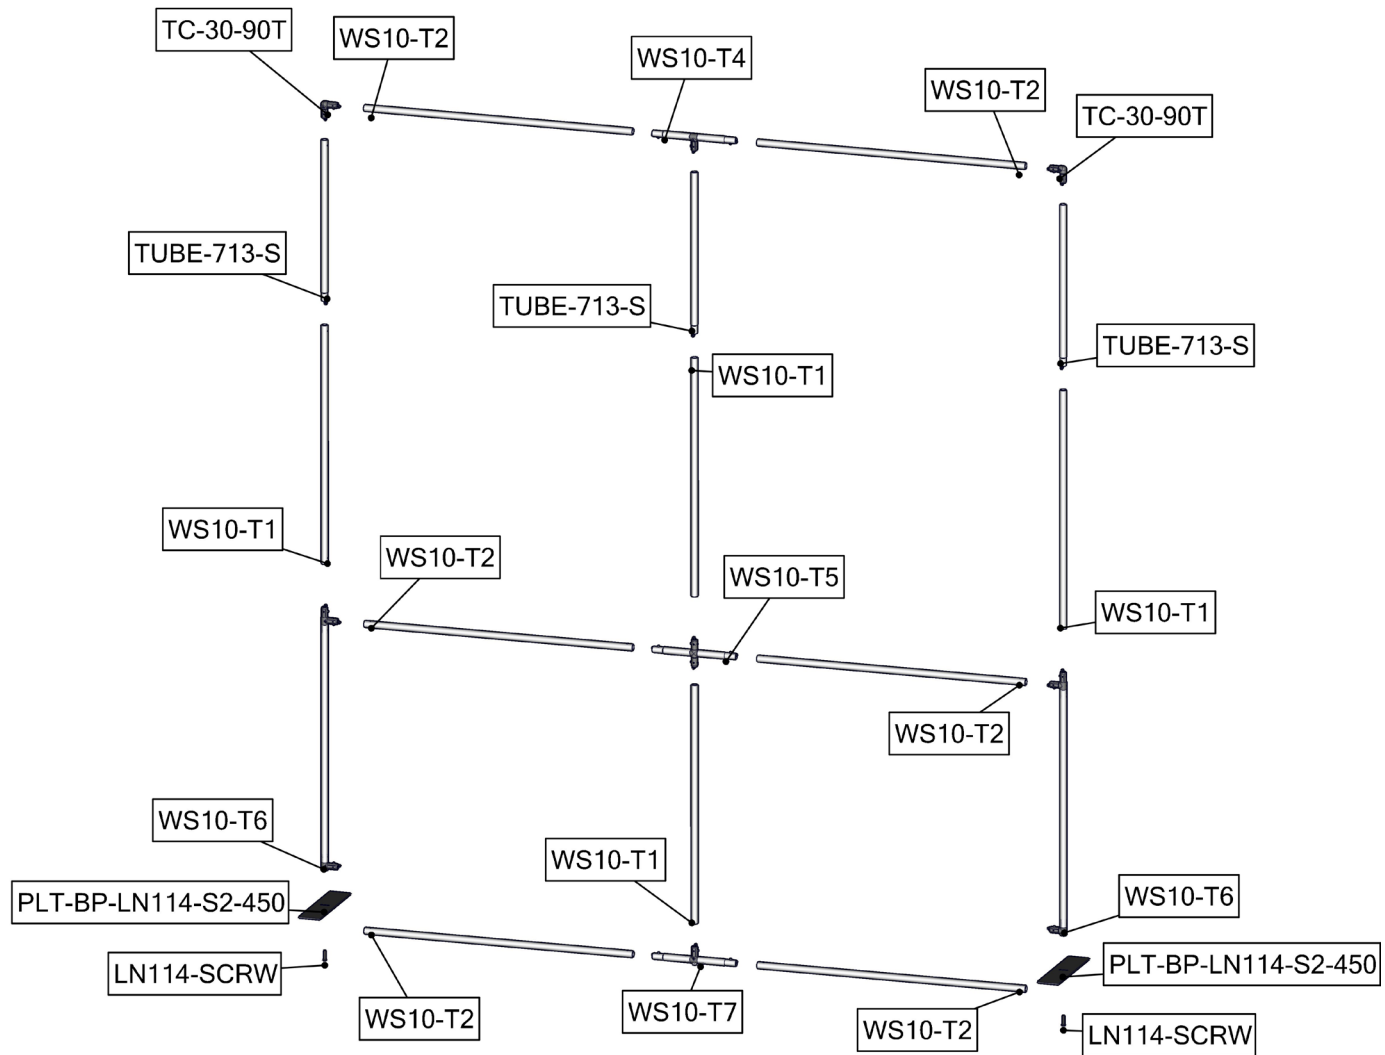 TC-30-90T
WS10-T2
WS10-T4
WS10-T2
TC-30-90T
TUBE-713-S
TUBE-713-S
TUBE-713-S
WS10-T1
WS10-T1
WS10-T2
WS10-T5
WS10-T1
WS10-T2
WS10-T6
WS10-T1
WS10-T6
PLT-BP-LN114-S2-450
PLT-BP-LN114-S2-450
LN114-SCRW
WS10-T2
WS10-T7
WS10-T2
LN114-SCRW